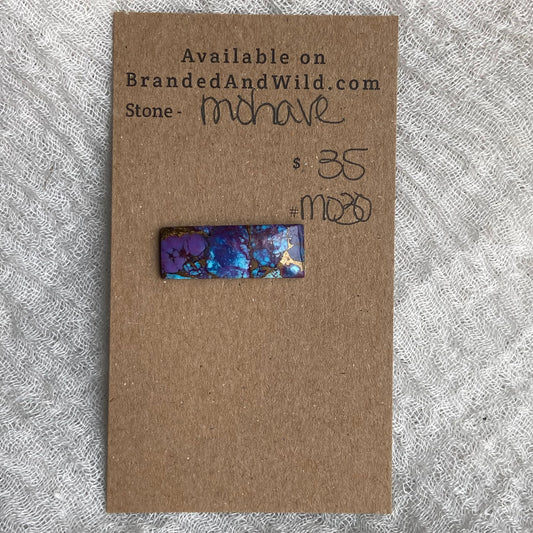 Available on
BrandedAndWild.com
Stone - mohave
$ 35
#M030